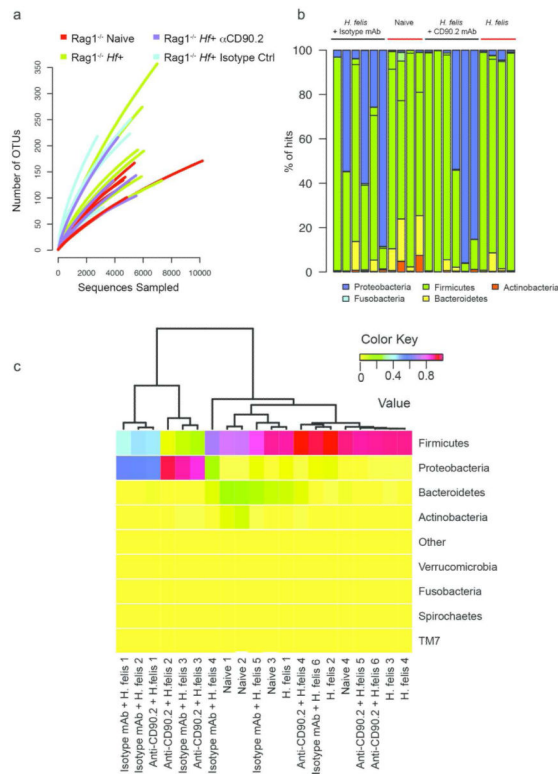 a
Rag1-/- Naive
Rag1-/- Hf+ αCD90.2
Rag1-/- Hf+
Rag1-/- Hf+ Isotype Ctrl
Number of OTUs
350
300
250
200
150
100
50
0
0 2000 4000 6000 8000 10000
Sequences Sampled
b
H. felis
+ Isotype mAb
Naive
H. felis
+ CD90.2 mAb
H. felis
% of hits
100
80
60
40
20
0
Proteobacteria
Firmicutes
Actinobacteria
Fusobacteria
Bacteroidetes
c
Color Key
0 0.4 0.8
Value
Firmicutes
Proteobacteria
Bacteroidetes
Actinobacteria
Other
Verrucomicrobia
Fusobacteria
Spirochaetes
TM7
Isotype mAb + H. felis 1
Isotype mAb + H. felis 2
Anti-CD90.2 + H.felis 1
Anti-CD90.2 + H.felis 2
Isotype mAb + H. felis 3
Anti-CD90.2 + H.felis 3
Isotype mAb + H. felis 4
Naive 1
Naive 2
Isotype mAb + H. felis 5
Naive 3
H. felis 1
Anti-CD90.2 + H.felis 4
Isotype mAb + H. felis 6
H. felis 2
Naive 4
Anti-CD90.2 + H.felis 5
Anti-CD90.2 + H.felis 6
H. felis 3
H. felis 4